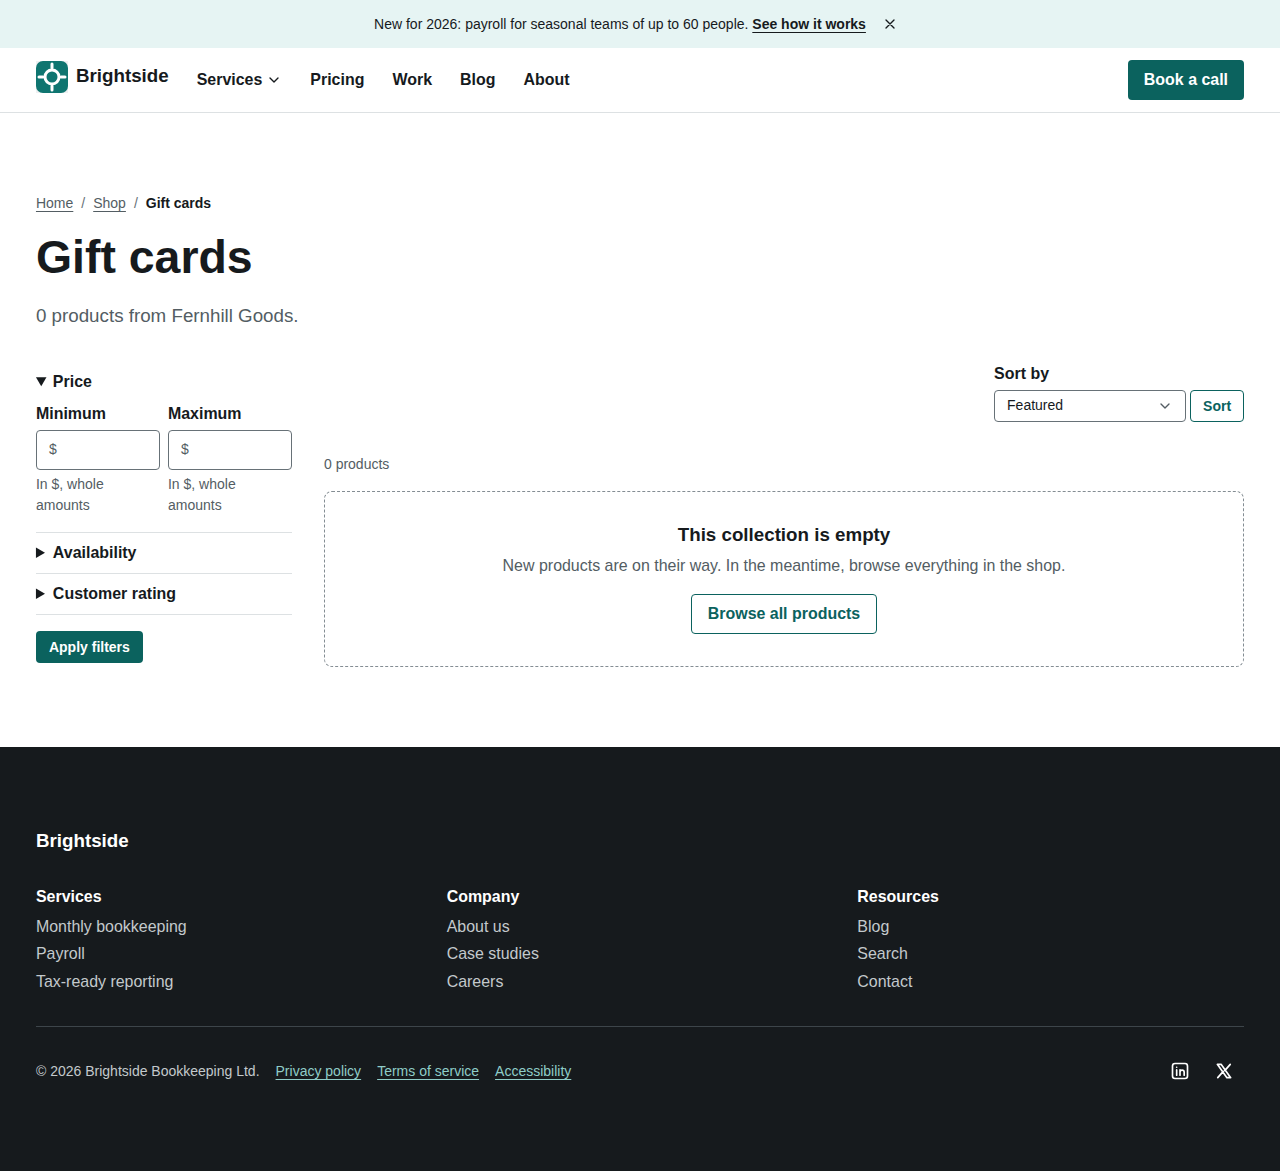 New for 2026: payroll for seasonal teams of up to 60 people. See how it works
Brightside
Services
Pricing
Work
Blog
About
Book a call
Home / Shop / Gift cards
Gift cards
0 products from Fernhill Goods.
Price
Minimum
Maximum
$
$
In $, whole
amounts
In $, whole
amounts
Availability
Customer rating
Apply filters
Sort by
Featured
Sort
0 products
This collection is empty
New products are on their way. In the meantime, browse everything in the shop.
Browse all products
Brightside
Services
Monthly bookkeeping
Payroll
Tax-ready reporting
Company
About us
Case studies
Careers
Resources
Blog
Search
Contact
© 2026 Brightside Bookkeeping Ltd.
Privacy policy
Terms of service
Accessibility